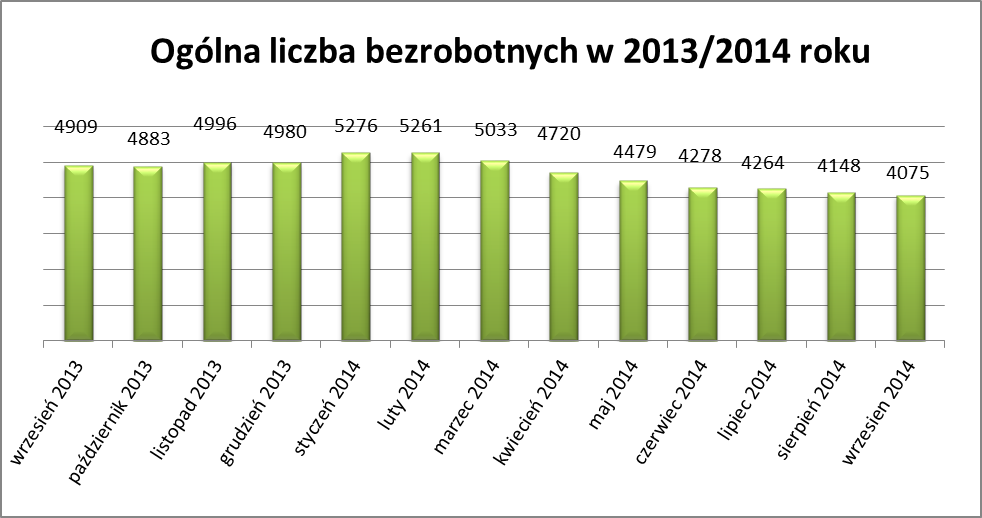 Ogólna liczba bezrobotnych w 2013/2014 roku
4909
4883
4996
4980
5276
5261
5033
4720
4479
4278
4264
4148
4075
wrzesień 2013
październik 2013
listopad 2013
grudzień 2013
styczeń 2014
luty 2014
marzec 2014
kwiecień 2014
maj 2014
czerwiec 2014
lipiec 2014
sierpień 2014
wrzesien 2014